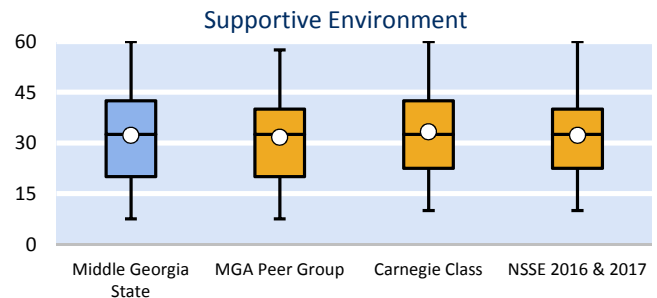 Supportive Environment
60
45
30
15
0
Middle Georgia
State
MGA Peer Group
Carnegie Class
NSSE 2016 & 2017